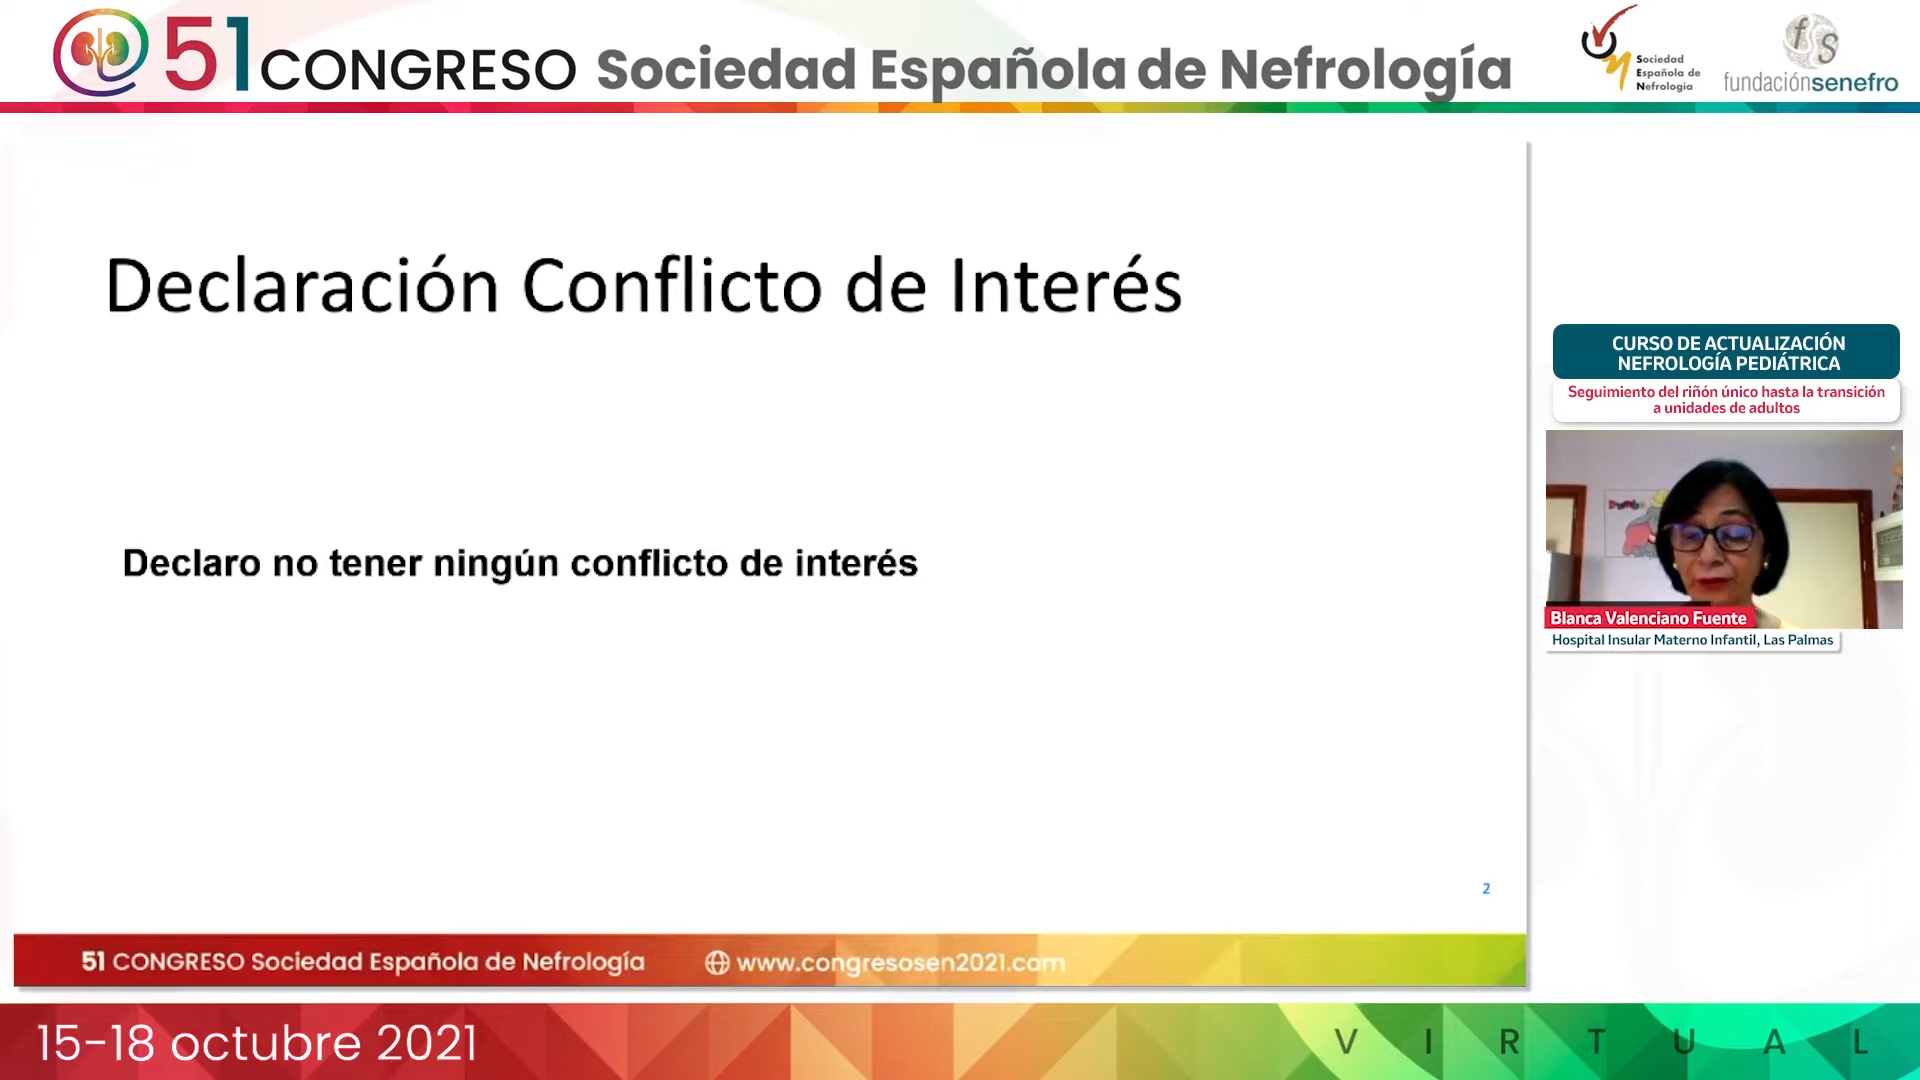 51 CONGRESO Sociedad Española de Nefrología
Sociedad
Española de
Nefrología
fs
fundaciónsenefro
Declaración Conflicto de Interés
Declaro no tener ningún conflicto de interés
2
51 CONGRESO Sociedad Española de Nefrología www.congresosen2021.com
CURSO DE ACTUALIZACIÓN
NEFROLOGÍA PEDIÁTRICA
Seguimiento del riñón único hasta la transición
a unidades de adultos
Dumbo
Blanca Valenciano Fuente
Hospital Insular Materno Infantil, Las Palmas
15-18 octubre 2021
VIRTUAL